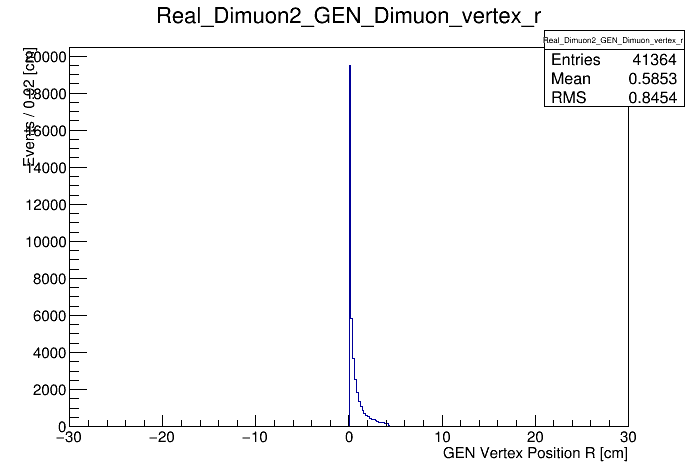 Real_Dimuon2_GEN_Dimuon_vertex_r
Real_Dimuon2_GEN_Dimuon_vertex_r
Entries 41364
Mean 0.5853
RMS 0.8454
Events / 0.02 [cm]
20000
18000
16000
14000
12000
10000
8000
6000
4000
2000
0
−30 −20 −10 0 10 20 30
GEN Vertex Position R [cm]